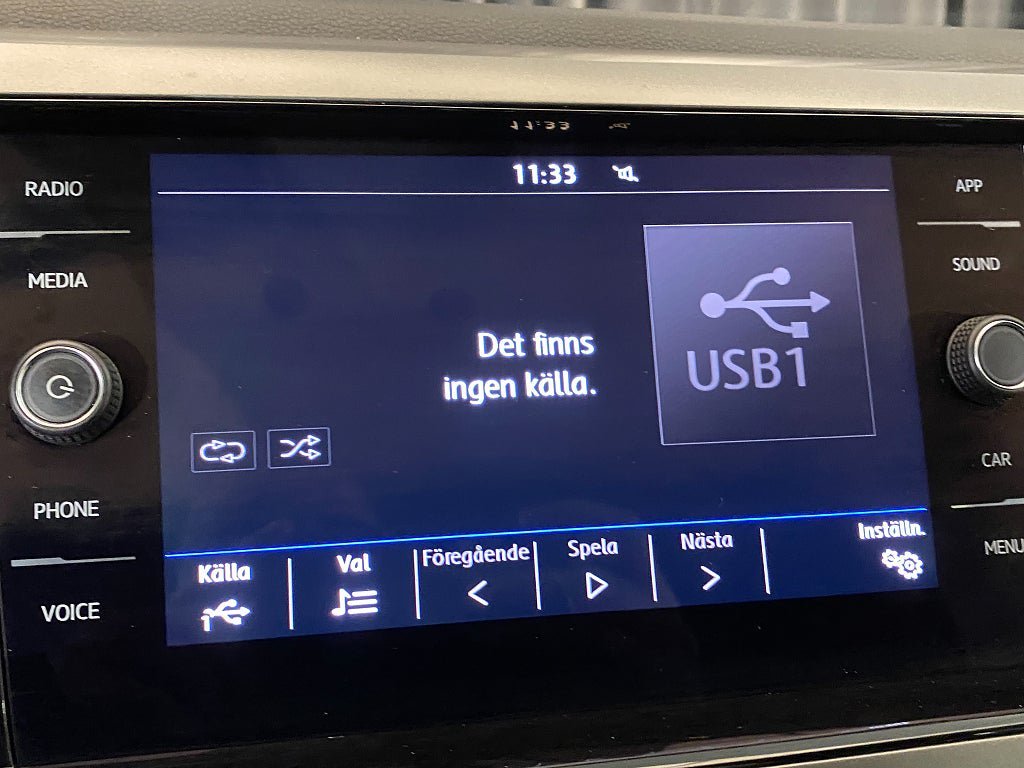 11:33
RADIO
MEDIA
PHONE
VOICE
APP
SOUND
CAR
MENU
Det finns
ingen källa.
USB1
Källa
1
Val
Föregående
Spela
Nästa
Inställn.